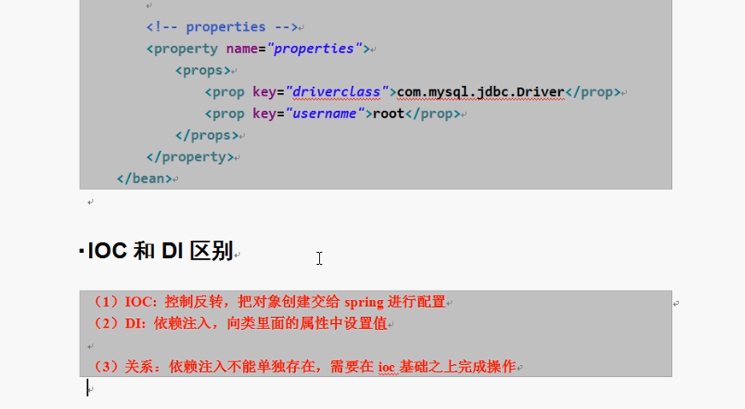 <!-- properties -->
<property name="properties">
<props>
<prop key="driverclass">com.mysql.jdbc.Driver</prop>
<prop key="username">root</prop>
</props>
</property>
</bean>
IOC 和 DI 区别
（1）IOC: 控制反转，把对象创建交给 spring 进行配置
（2）DI: 依赖注入，向类里面的属性中设置值
（3）关系：依赖注入不能单独存在，需要在 ioc 基础之上完成操作